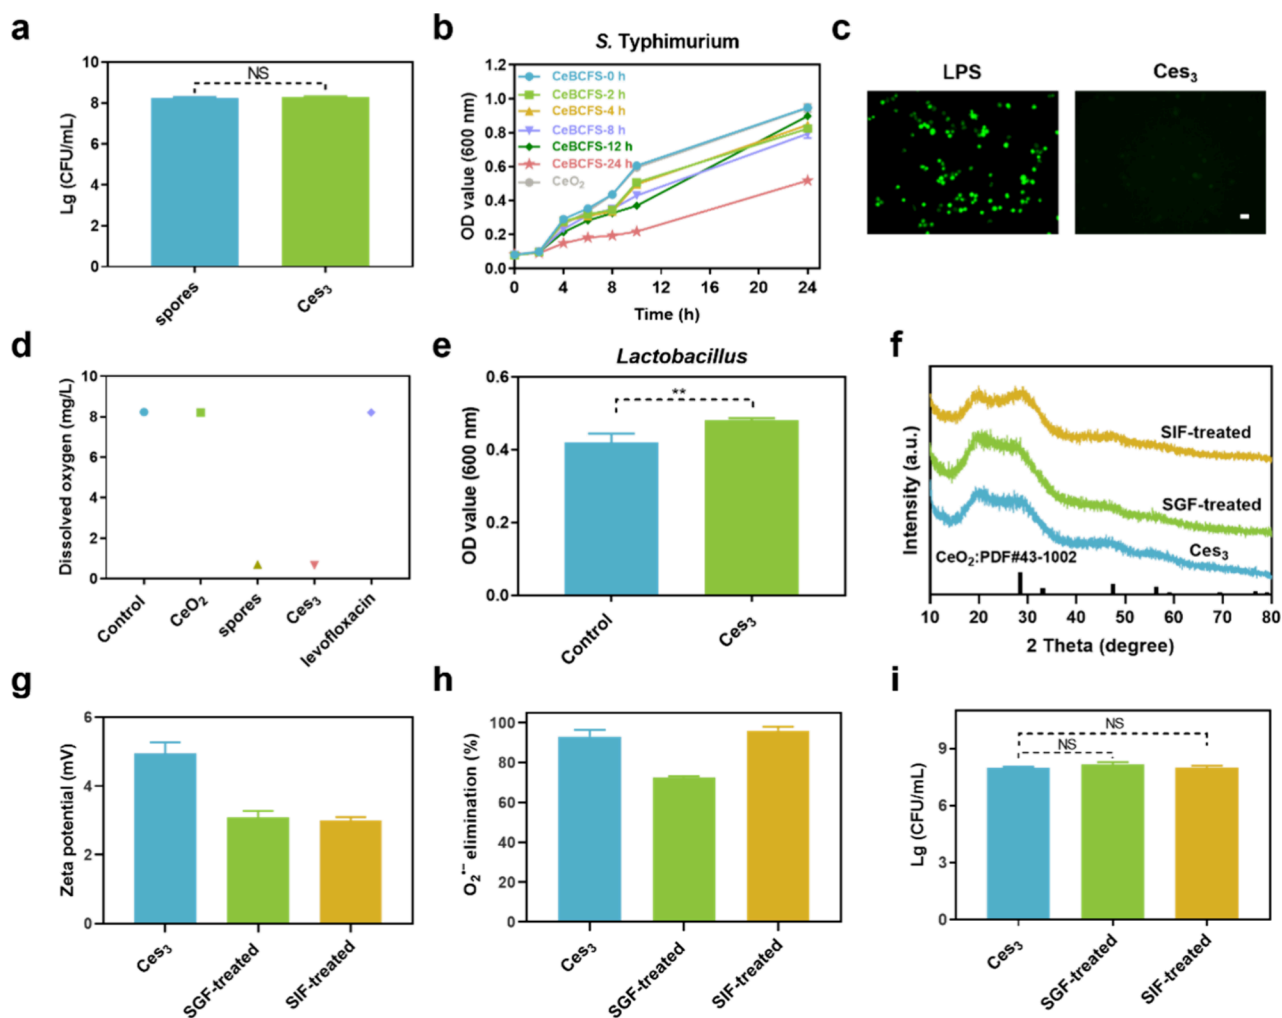 a
Lg (CFU/mL)
10
8
6
4
2
0
NS
spores
Ces₃
b
S. Typhimurium
OD value (600 nm)
1.2
1.0
0.8
0.6
0.4
0.2
0.0
CeBCFS-0 h
CeBCFS-2 h
CeBCFS-4 h
CeBCFS-8 h
CeBCFS-12 h
CeBCFS-24 h
CeO₂
0 4 8 12 16 20 24
Time (h)
c
LPS
Ces₃
d
Dissolved oxygen (mg/L)
10
8
6
4
2
0
Control
CeO₂
spores
Ces₃
levofloxacin
e
Lactobacillus
OD value (600 nm)
0.6
0.4
0.2
0.0
**
Control
Ces₃
f
Intensity (a.u.)
SIF-treated
SGF-treated
Ces₃
CeO₂:PDF#43-1002
10 20 30 40 50 60 70 80
2 Theta (degree)
g
Zeta potential (mV)
6
4
2
0
Ces₃
SGF-treated
SIF-treated
h
O₂•− elimination (%)
100
80
60
40
20
0
Ces₃
SGF-treated
SIF-treated
i
Lg (CFU/mL)
9
6
3
0
NS
NS
Ces₃
SGF-treated
SIF-treated